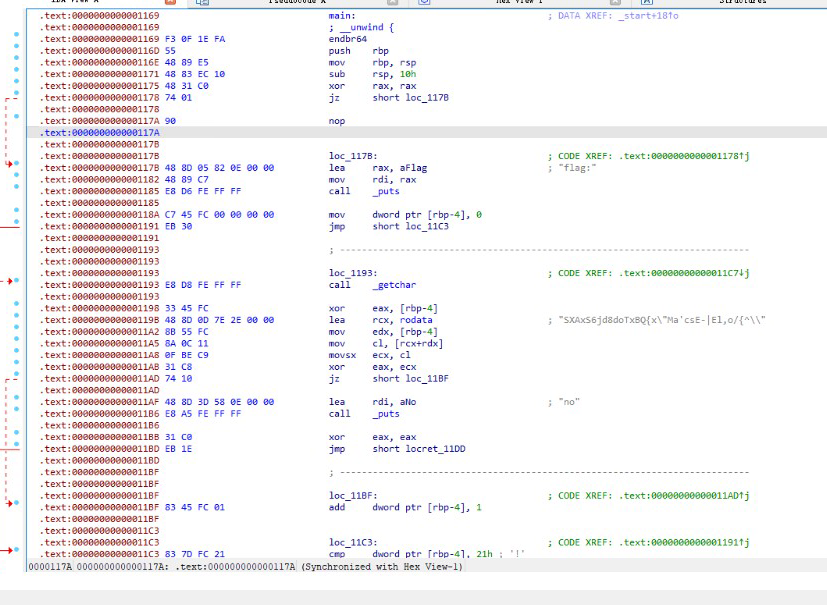 IDA View-A Pseudocode-A Hex View-1 Structures
.text:0000000000001169 main: ; DATA XREF: _start+18↑o
.text:0000000000001169 ; __unwind {
.text:0000000000001169 F3 0F 1E FA endbr64
.text:000000000000116D 55 push rbp
.text:000000000000116E 48 89 E5 mov rbp, rsp
.text:0000000000001171 48 83 EC 10 sub rsp, 10h
.text:0000000000001175 48 31 C0 xor rax, rax
.text:0000000000001178 74 01 jz short loc_117B
.text:0000000000001178
.text:000000000000117A 90 nop
.text:000000000000117A
.text:000000000000117B
.text:000000000000117B loc_117B: ; CODE XREF: .text:0000000000001178↑j
.text:000000000000117B 48 8D 05 82 0E 00 00 lea rax, aFlag ; "flag:"
.text:0000000000001182 48 89 C7 mov rdi, rax
.text:0000000000001185 E8 D6 FE FF FF call _puts
.text:0000000000001185
.text:000000000000118A C7 45 FC 00 00 00 00 mov dword ptr [rbp-4], 0
.text:0000000000001191 EB 30 jmp short loc_11C3
.text:0000000000001191
.text:0000000000001193 ; ---------------------------------------------------------------------------
.text:0000000000001193
.text:0000000000001193 loc_1193: ; CODE XREF: .text:00000000000011C7↓j
.text:0000000000001193 E8 D8 FE FF FF call _getchar
.text:0000000000001193
.text:0000000000001198 33 45 FC xor eax, [rbp-4]
.text:000000000000119B 48 8D 0D 7E 2E 00 00 lea rcx, rodata ; "SXAxS6jd8doTxBQ{x\"Ma'csE-|El,o/{^\\"
.text:00000000000011A2 8B 55 FC mov edx, [rbp-4]
.text:00000000000011A5 8A 0C 11 mov cl, [rcx+rdx]
.text:00000000000011A8 0F BE C9 movsx ecx, cl
.text:00000000000011AB 31 C8 xor eax, ecx
.text:00000000000011AD 74 10 jz short loc_11BF
.text:00000000000011AD
.text:00000000000011AF 48 8D 3D 58 0E 00 00 lea rdi, aNo ; "no"
.text:00000000000011B6 E8 A5 FE FF FF call _puts
.text:00000000000011B6
.text:00000000000011BB 31 C0 xor eax, eax
.text:00000000000011BD EB 1E jmp short locret_11DD
.text:00000000000011BD
.text:00000000000011BF ; ---------------------------------------------------------------------------
.text:00000000000011BF
.text:00000000000011BF loc_11BF: ; CODE XREF: .text:00000000000011AD↑j
.text:00000000000011BF 83 45 FC 01 add dword ptr [rbp-4], 1
.text:00000000000011BF
.text:00000000000011C3
.text:00000000000011C3 loc_11C3: ; CODE XREF: .text:0000000000001191↑j
.text:00000000000011C3 83 7D FC 21 cmp dword ptr [rbp-4], 21h ; '!'
0000117A 000000000000117A: .text:000000000000117A (Synchronized with Hex View-1)